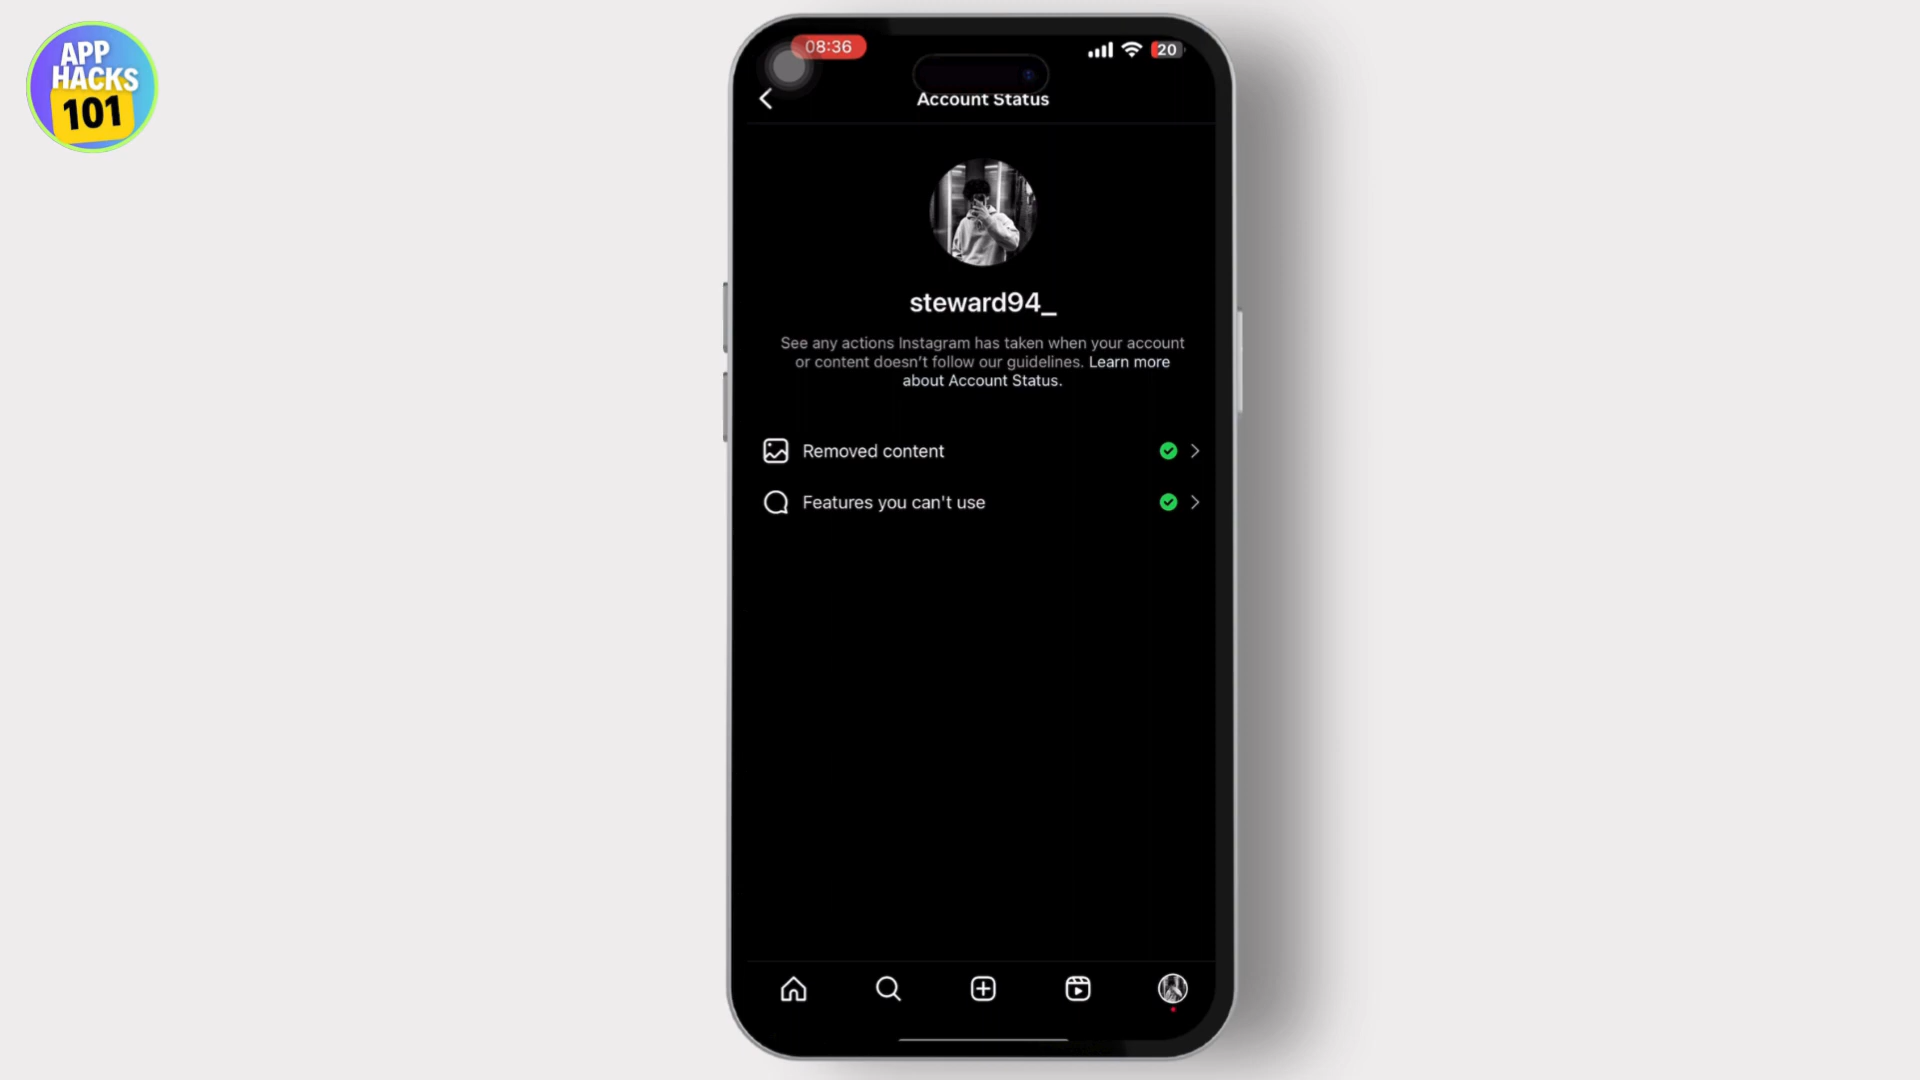 APP
HACKS
101
08:36
20
Account Status
steward94_
See any actions Instagram has taken when your account
or content doesn't follow our guidelines. Learn more
about Account Status.
Removed content
Features you can't use